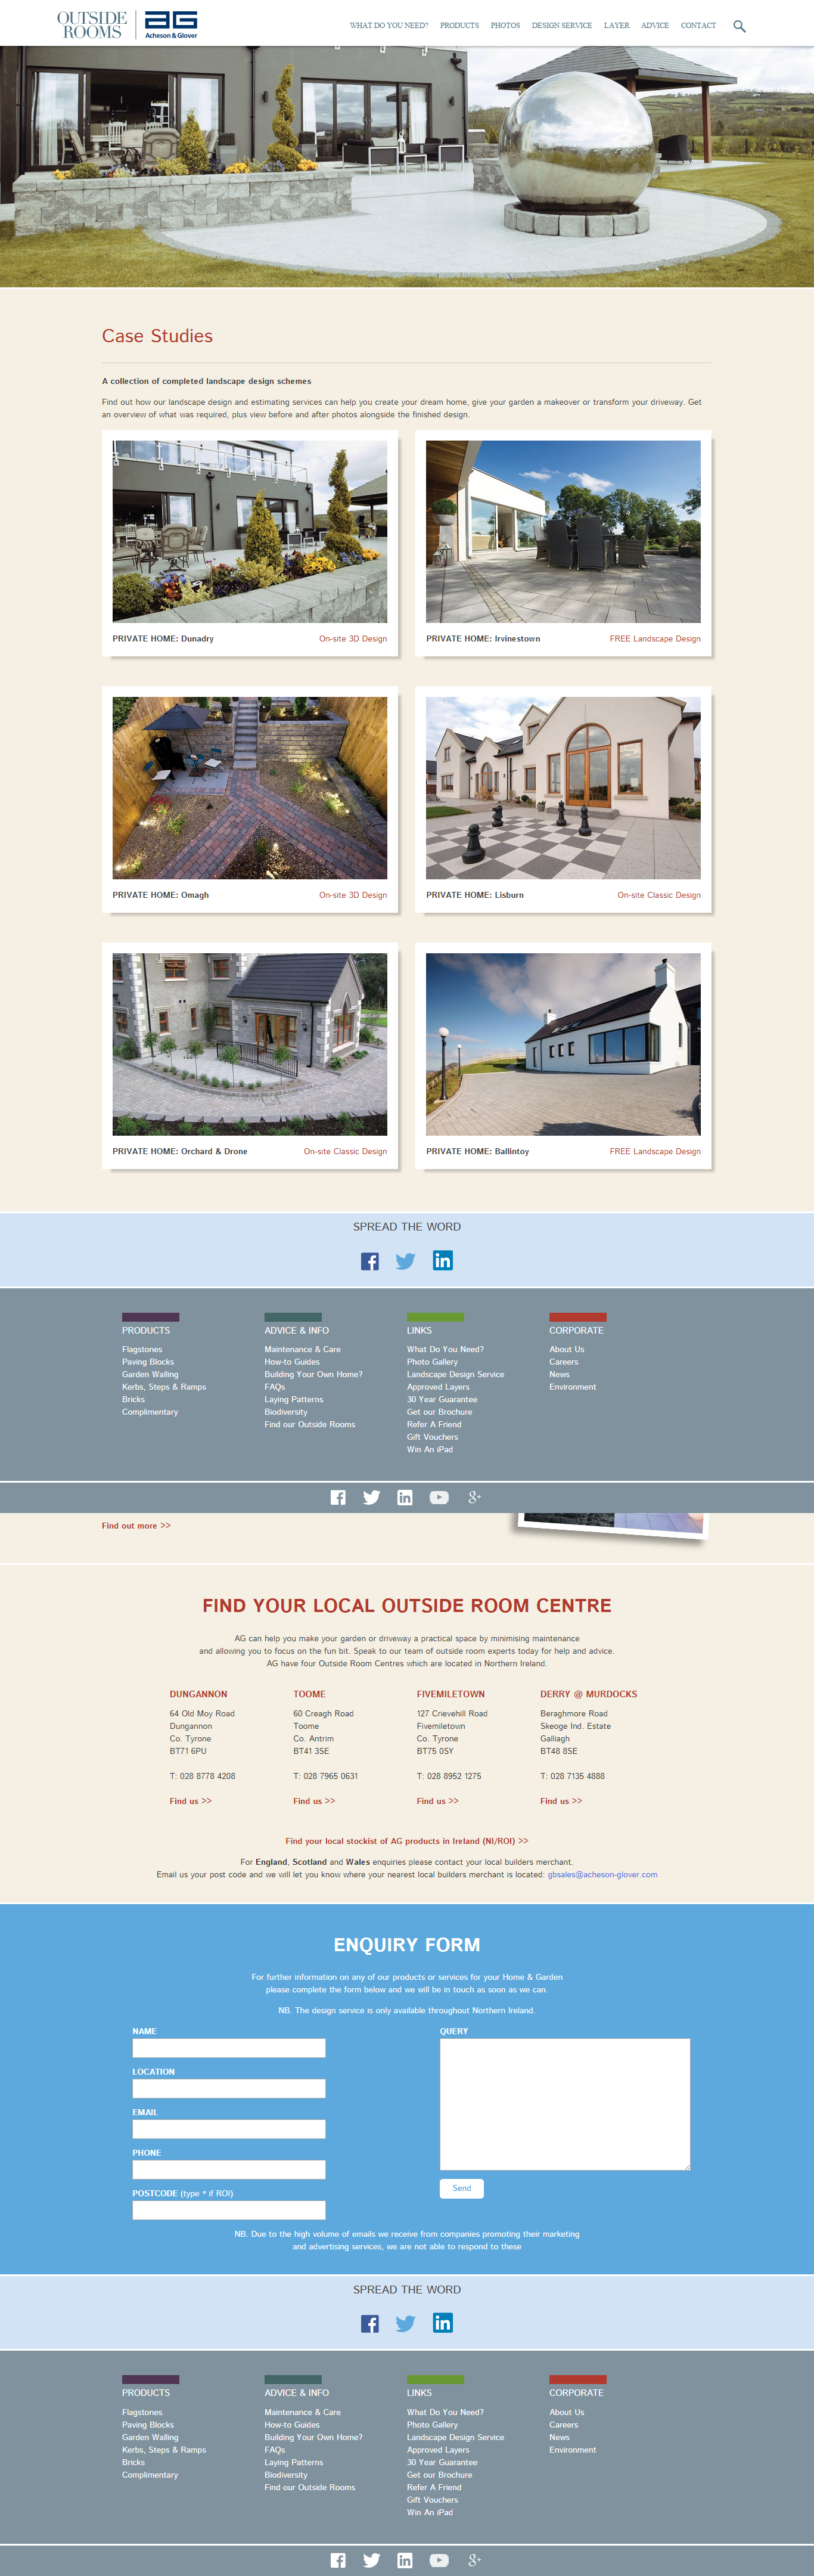 OUTSIDE ROOMS
AG
Acheson & Glover
WHAT DO YOU NEED? PRODUCTS PHOTOS DESIGN SERVICE LAYER ADVICE CONTACT
Case Studies
A collection of completed landscape design schemes
Find out how our landscape design and estimating services can help you create your dream home, give your garden a makeover or transform your driveway. Get
an overview of what was required, plus view before and after photos alongside the finished design.
PRIVATE HOME: Dunadry On-site 3D Design
PRIVATE HOME: Irvinestown FREE Landscape Design
PRIVATE HOME: Omagh On-site 3D Design
PRIVATE HOME: Lisburn On-site Classic Design
PRIVATE HOME: Orchard & Drone On-site Classic Design
PRIVATE HOME: Ballintoy FREE Landscape Design
SPREAD THE WORD
PRODUCTS
Flagstones
Paving Blocks
Garden Walling
Kerbs, Steps & Ramps
Bricks
Complimentary
ADVICE & INFO
Maintenance & Care
How-to Guides
Building Your Own Home?
FAQs
Laying Patterns
Biodiversity
Find our Outside Rooms
LINKS
What Do You Need?
Photo Gallery
Landscape Design Service
Approved Layers
30 Year Guarantee
Get our Brochure
Refer A Friend
Gift Vouchers
Win An iPad
CORPORATE
About Us
Careers
News
Environment
Find out more >>
FIND YOUR LOCAL OUTSIDE ROOM CENTRE
AG can help you make your garden or driveway a practical space by minimising maintenance
and allowing you to focus on the fun bit. Speak to our team of outside room experts today for help and advice.
AG have four Outside Room Centres which are located in Northern Ireland.
DUNGANNON
64 Old Moy Road
Dungannon
Co. Tyrone
BT71 6PU
T: 028 8778 4208
Find us >>
TOOME
60 Creagh Road
Toome
Co. Antrim
BT41 3SE
T: 028 7965 0631
Find us >>
FIVEMILETOWN
127 Crievehill Road
Fivemiletown
Co. Tyrone
BT75 0SY
T: 028 8952 1275
Find us >>
DERRY @ MURDOCKS
Beraghmore Road
Skeoge Ind. Estate
Galliagh
BT48 8SE
T: 028 7135 4888
Find us >>
Find your local stockist of AG products in Ireland (NI/ROI) >>
For England, Scotland and Wales enquiries please contact your local builders merchant.
Email us your post code and we will let you know where your nearest local builders merchant is located: gbsales@acheson-glover.com
ENQUIRY FORM
For further information on any of our products or services for your Home & Garden
please complete the form below and we will be in touch as soon as we can.
NB. The design service is only available throughout Northern Ireland.
NAME
LOCATION
EMAIL
PHONE
POSTCODE (type * if ROI)
QUERY
Send
NB. Due to the high volume of emails we receive from companies promoting their marketing
and advertising services, we are not able to respond to these
SPREAD THE WORD
PRODUCTS
Flagstones
Paving Blocks
Garden Walling
Kerbs, Steps & Ramps
Bricks
Complimentary
ADVICE & INFO
Maintenance & Care
How-to Guides
Building Your Own Home?
FAQs
Laying Patterns
Biodiversity
Find our Outside Rooms
LINKS
What Do You Need?
Photo Gallery
Landscape Design Service
Approved Layers
30 Year Guarantee
Get our Brochure
Refer A Friend
Gift Vouchers
Win An iPad
CORPORATE
About Us
Careers
News
Environment